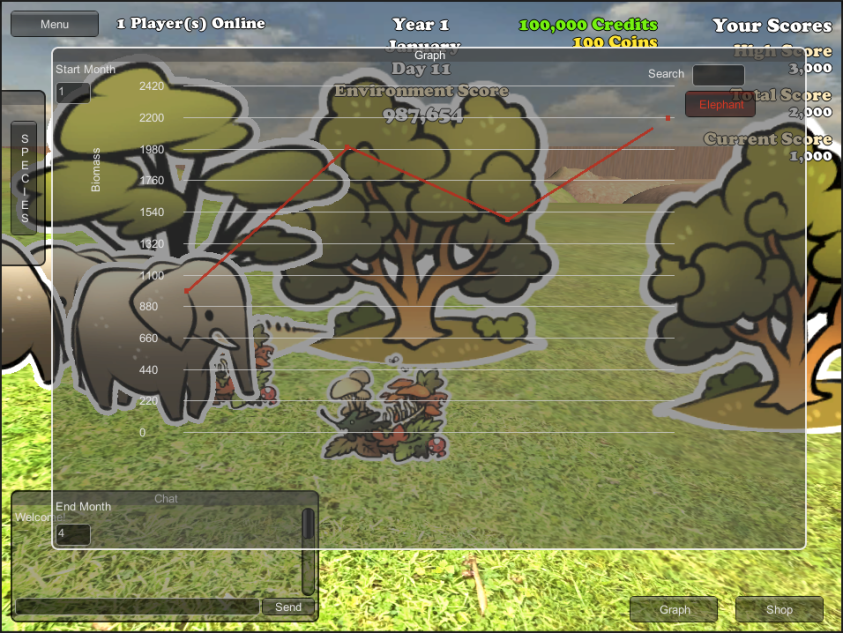 Menu
1 Player(s) Online
Year 1
January
Day 11
Environment Score
987,654
100,000 Credits
100 Coins
Your Scores
High Score
3,000
Total Score
2,000
Current Score
1,000
Graph
Start Month
1
Search
Elephant
SPECIES
Biomass
2420
2200
1980
1760
1540
1320
1100
880
660
440
220
0
End Month
4
Chat
Welcome!
Send
Graph
Shop